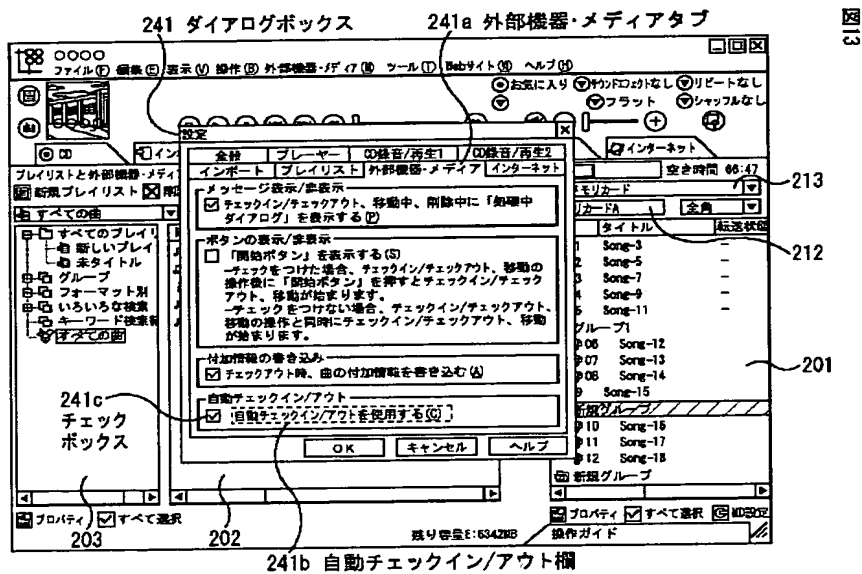 図13
241 ダイアログボックス
241a 外部機器・メディアタブ
○○○○
ファイル(F) 編集(E) 表示(V) 操作(B) 外部機器・メディア(M) ツール(T) Webサイト(W) ヘルプ(H)
お気に入り サウンドエフェクトなし リピートなし
フラット シャッフルなし
CD
インターネット
プレイリストと外部機器・メディ
空き時間 66:47
新規プレイリスト
モリカード
213
すべての曲
リカードA 全角
212
タイトル 転送状態
すべてのプレイリ
新しいプレイ
未タイトル
グループ
フォーマット別
いろいろな検索
キーワード検索
すべての曲
設定
全般 プレーヤー CD録音/再生1 CD録音/再生2
インポート プレイリスト 外部機器・メディア インターネット
メッセージ表示/非表示
チェックイン/チェックアウト、移動中、削除中に「処理中
ダイアログ」を表示する(P)
ボタンの表示/非表示
「開始ボタン」を表示する(S)
−チェックをつけた場合、チェックイン/チェックアウト、移動の
操作後に「開始ボタン」を押すとチェックイン/チェック
アウト、移動が始まります。
−チェックをつけない場合、チェックイン/チェックアウト、
移動の操作と同時にチェックイン/チェックアウト、移動
が始まります。
付加情報の書き込み
チェックアウト時、曲の付加情報を書き込む(A)
自動チェックイン/アウト
自動チェックイン/アウトを使用する(C)
OK キャンセル ヘルプ
1 Song-3 −
2 Song-5 −
3 Song-7 −
4 Song-9 −
5 Song-11 −
グループ1
06 Song-12
07 Song-13
08 Song-14
9 Song-15
新規グループ
10 Song-16
11 Song-17
12 Song-18
新規グループ
201
241c
チェック
ボックス
プロパティ すべて選択
203
202
残り容量E:6342MB
プロパティ すべて選択 MD設定
操作ガイド
241b 自動チェックイン/アウト欄